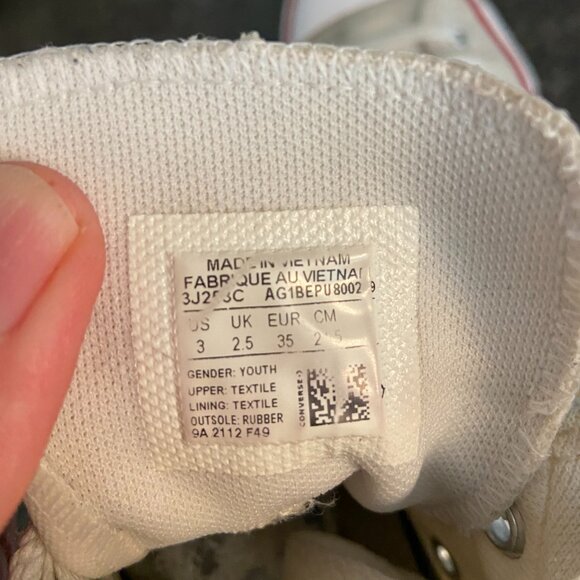 MADE IN VIETNAM
FABRIQUE AU VIETNAM
US UK EUR CM
3 2.5 35
GENDER: YOUTH
UPPER: TEXTILE
LINING: TEXTILE
OUTSOLE: RUBBER
9A 2112 F49
CONVERSE